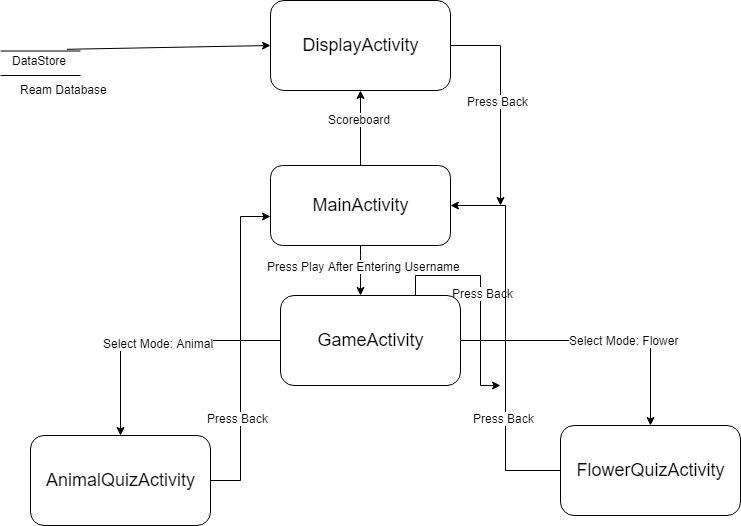 DisplayActivity
DataStore
Ream Database
Press Back
Scoreboard
MainActivity
Press Play After Entering Username
Press Back
GameActivity
Select Mode: Animal
Select Mode: Flower
Press Back
Press Back
AnimalQuizActivity
FlowerQuizActivity